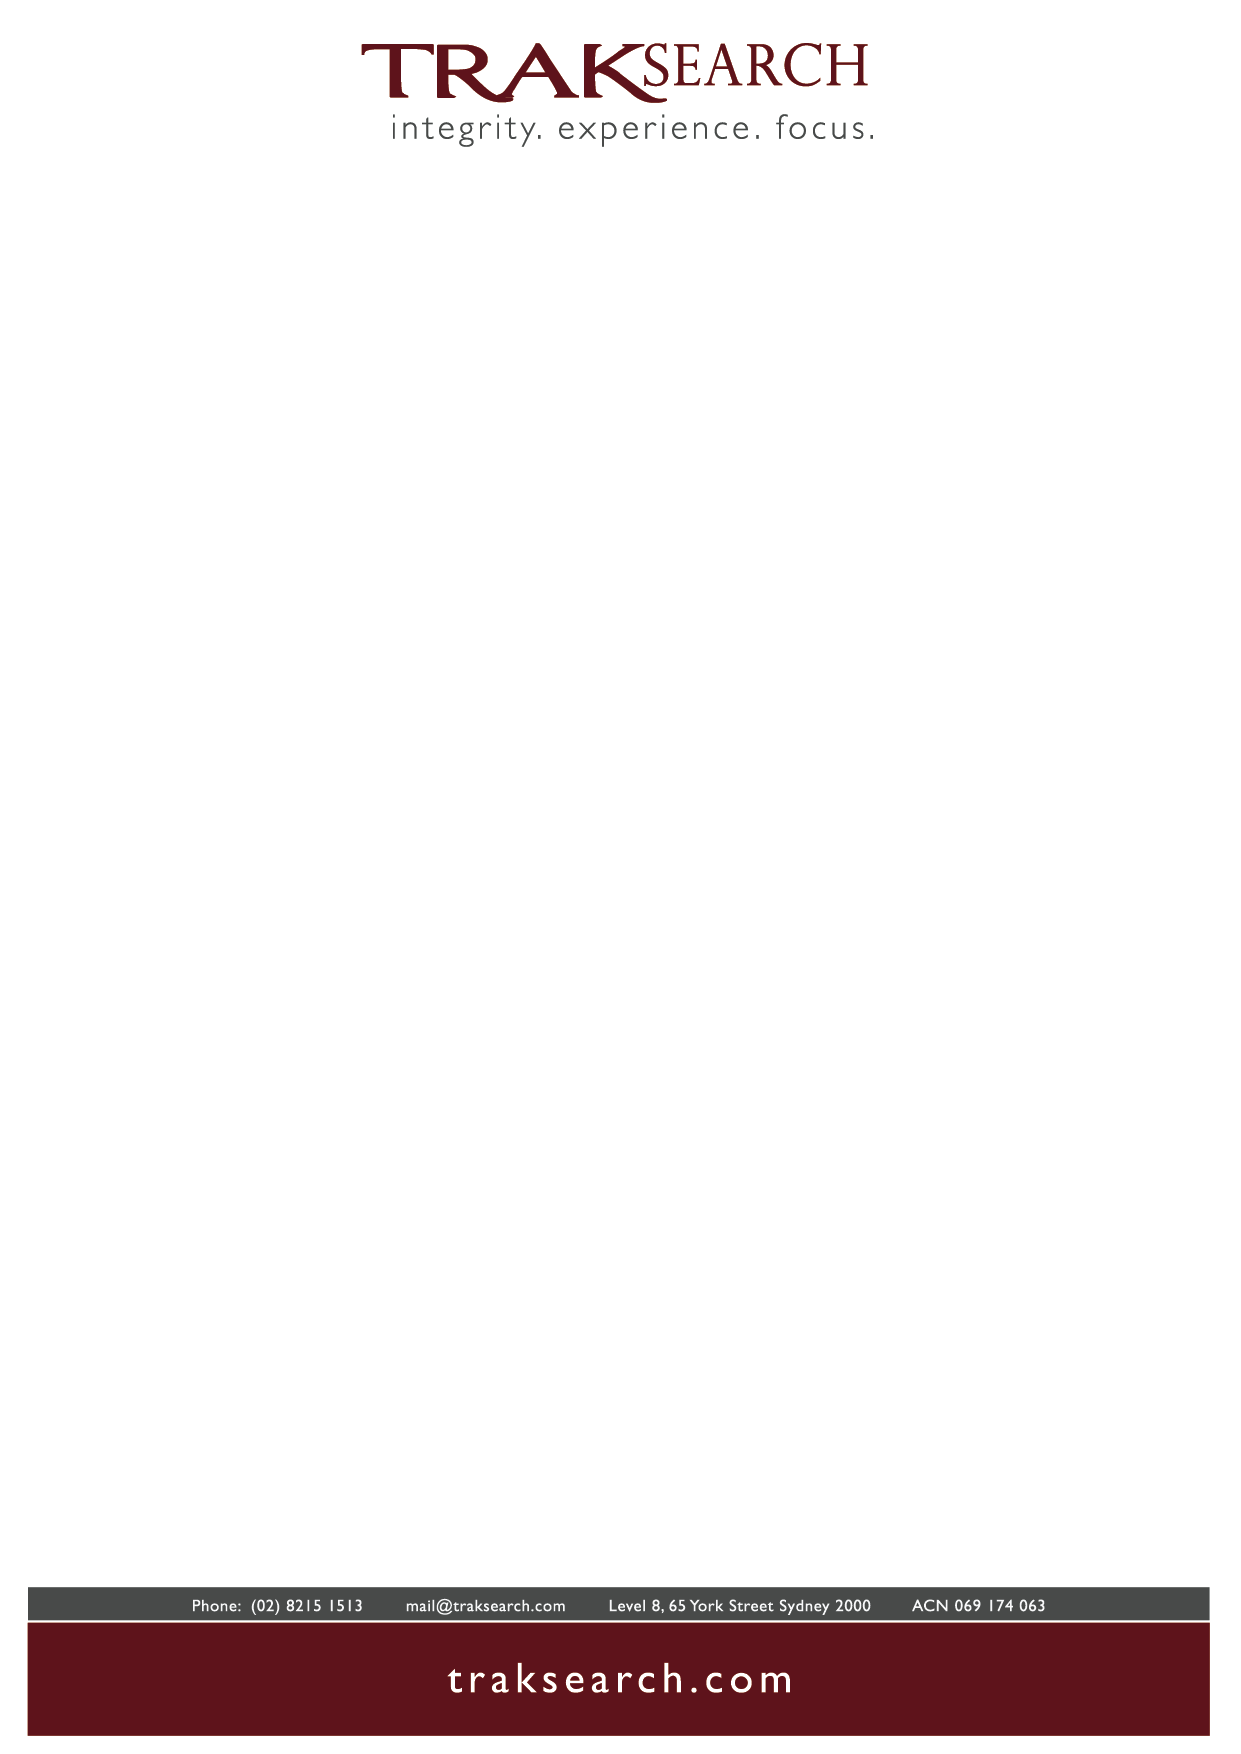 TRAKSEARCH
integrity. experience. focus.
Phone: (02) 8215 1513 mail@traksearch.com Level 8, 65 York Street Sydney 2000 ACN 069 174 063
traksearch.com